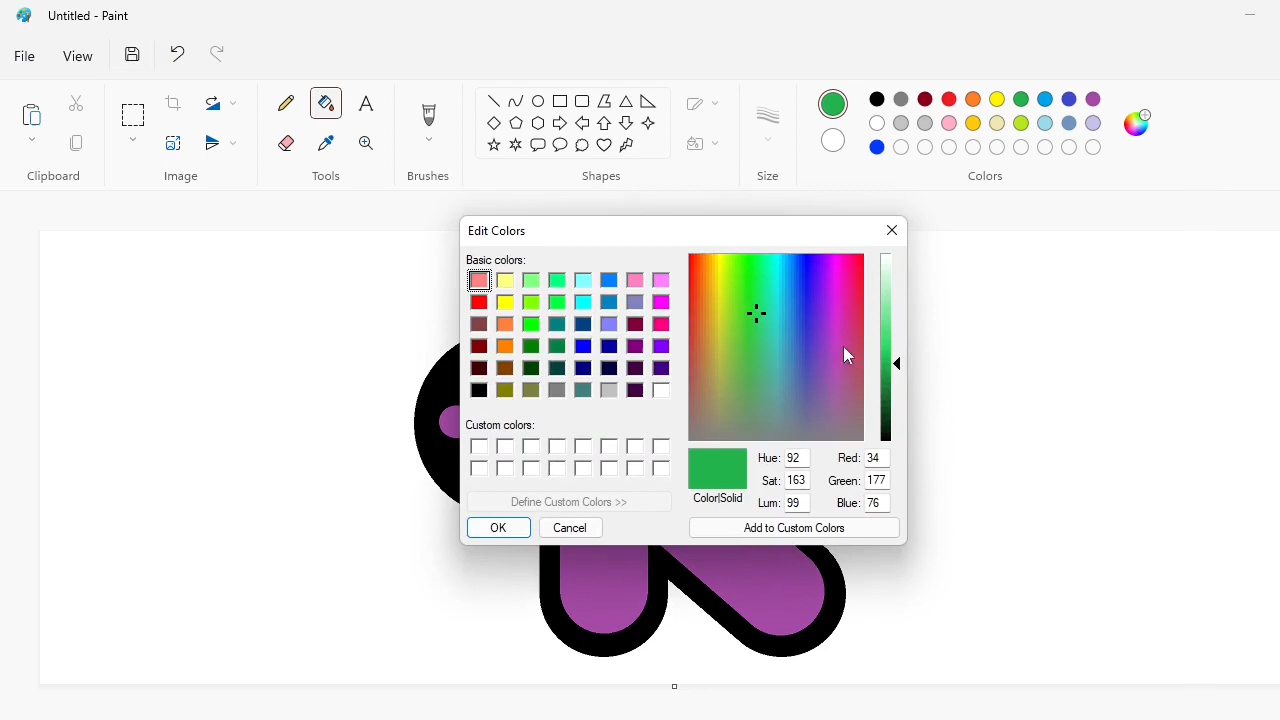 Untitled - Paint
File View
A
Clipboard Image Tools Brushes Shapes Size Colors
Edit Colors
Basic colors:
Custom colors:
Define Custom Colors >>
OK Cancel
Color|Solid
Hue: 92 Red: 34
Sat: 163 Green: 177
Lum: 99 Blue: 76
Add to Custom Colors